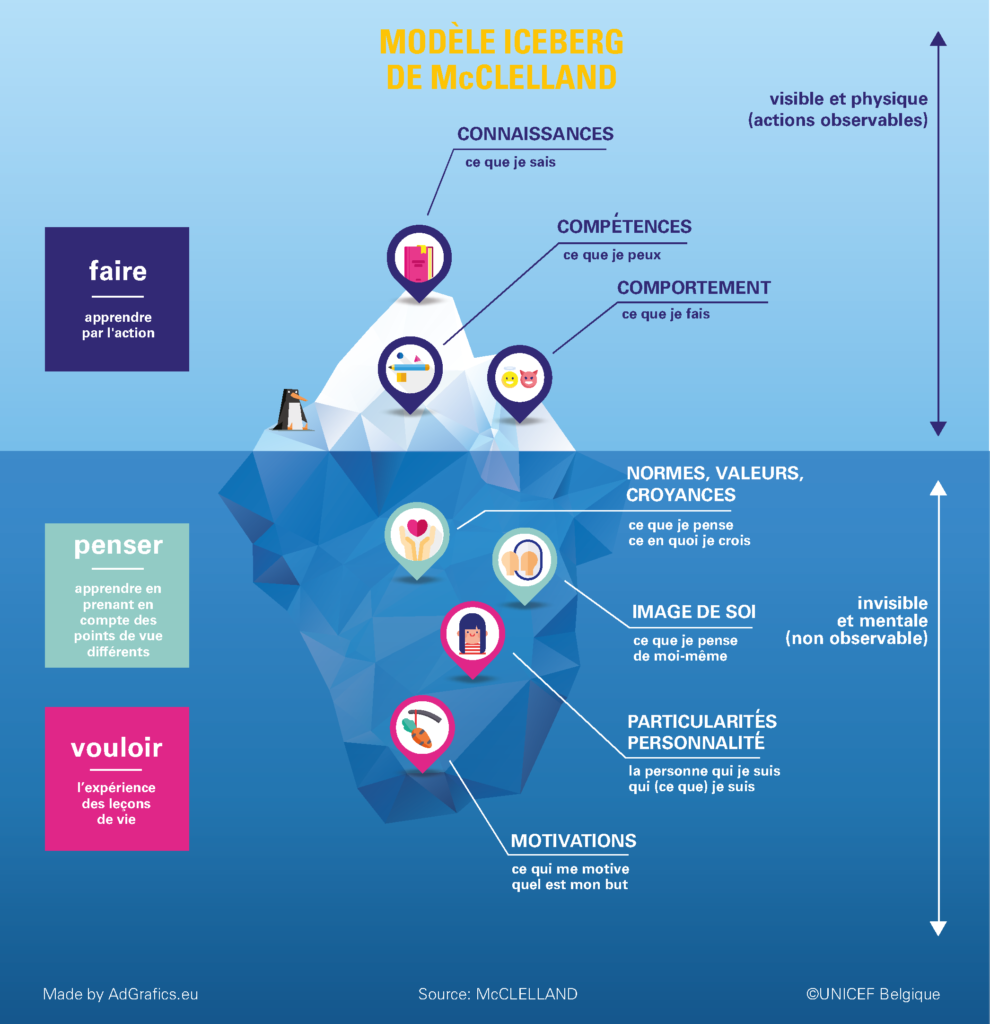 MODÈLE ICEBERG
DE McCLELLAND
visible et physique
(actions observables)
CONNAISSANCES
ce que je sais
COMPÉTENCES
ce que je peux
COMPORTEMENT
ce que je fais
faire
apprendre
par l'action
NORMES, VALEURS,
CROYANCES
ce que je pense
ce en quoi je crois
penser
apprendre en
prenant en
compte des
points de vue
différents
IMAGE DE SOI
ce que je pense
de moi-même
invisible
et mentale
(non observable)
vouloir
l'expérience
des leçons
de vie
PARTICULARITÉS
PERSONNALITÉ
la personne qui je suis
qui (ce que) je suis
MOTIVATIONS
ce qui me motive
quel est mon but
Made by AdGrafics.eu
Source: McCLELLAND
©UNICEF Belgique